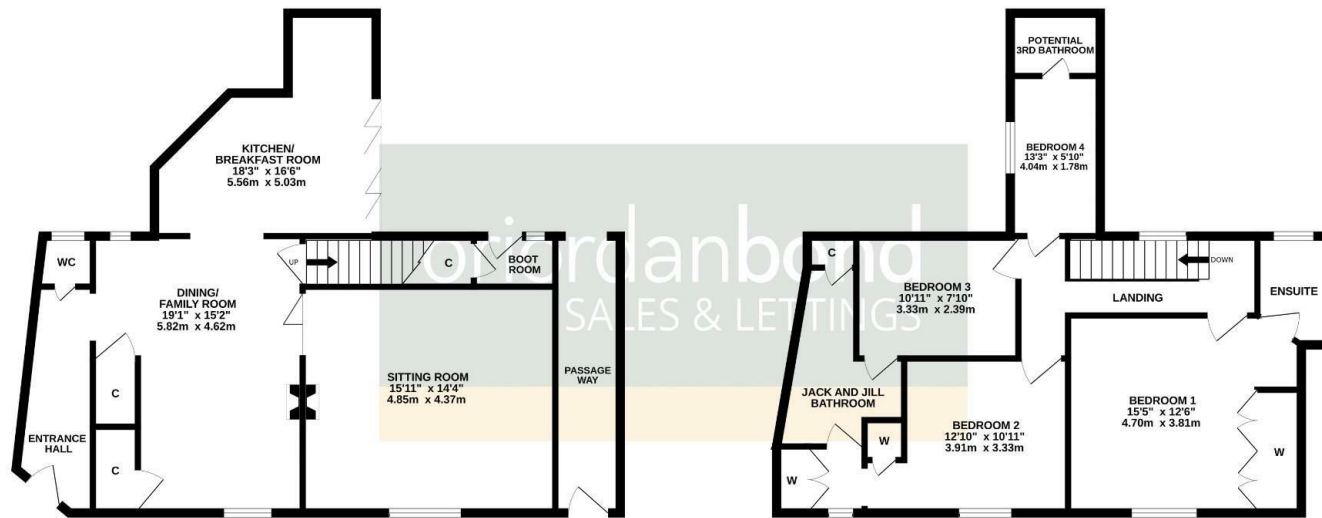 KITCHEN/
BREAKFAST ROOM
18'3" x 16'6"
5.56m x 5.03m
WC
DINING/
FAMILY ROOM
19'1" x 15'2"
5.82m x 4.62m
UP
C
BOOT
ROOM
SITTING ROOM
15'11" x 14'4"
4.85m x 4.37m
PASSAGE
WAY
C
C
ENTRANCE
HALL
oriordanbond
SALES & LETTINGS
POTENTIAL
3RD BATHROOM
BEDROOM 4
13'3" x 5'10"
4.04m x 1.78m
C
BEDROOM 3
10'11" x 7'10"
3.33m x 2.39m
DOWN
LANDING
ENSUITE
JACK AND JILL
BATHROOM
W
BEDROOM 2
12'10" x 10'11"
3.91m x 3.33m
W
BEDROOM 1
15'5" x 12'6"
4.70m x 3.81m
W